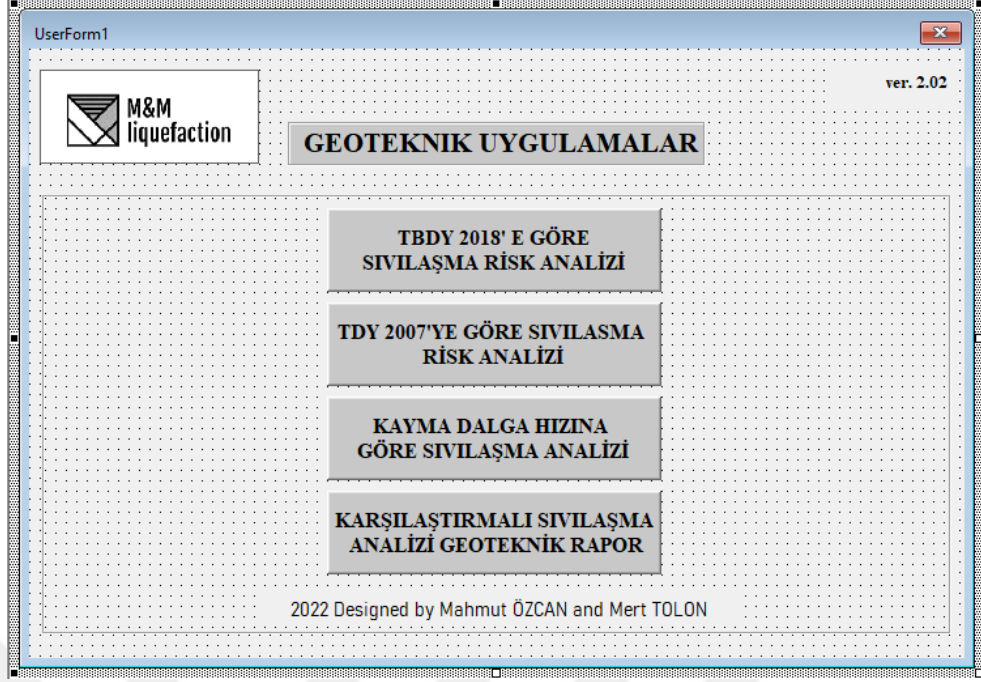 UserForm1
ver. 2.02
M&M
liquefaction
GEOTEKNIK UYGULAMALAR
TBDY 2018' E GÖRE
SIVILAŞMA RİSK ANALİZİ
TDY 2007'YE GÖRE SIVILASMA
RİSK ANALİZİ
KAYMA DALGA HIZINA
GÖRE SIVILAŞMA ANALİZİ
KARŞILAŞTIRMALI SIVILAŞMA
ANALİZİ GEOTEKNİK RAPOR
2022 Designed by Mahmut ÖZCAN and Mert TOLON